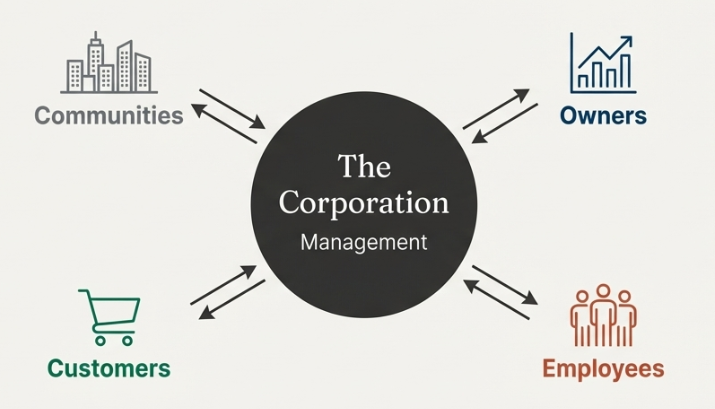 Communities
Owners
The
Corporation
Management
Customers
Employees